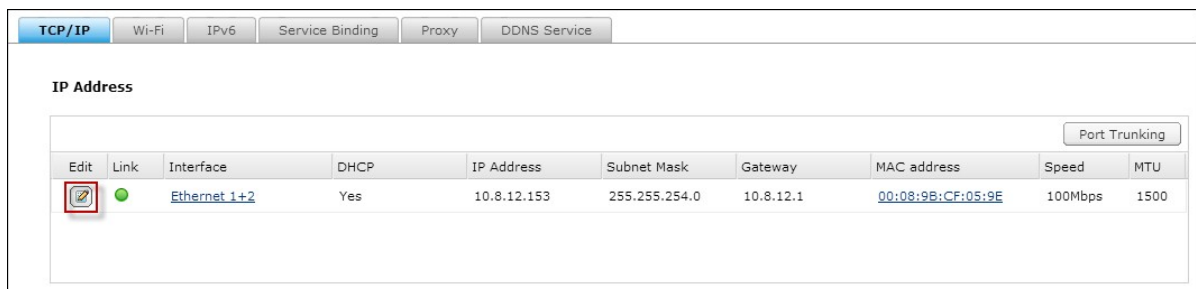 TCP/IP Wi-Fi IPv6 Service Binding Proxy DDNS Service
IP Address
Port Trunking
Edit Link Interface DHCP IP Address Subnet Mask Gateway MAC address Speed MTU
Ethernet 1+2 Yes 10.8.12.153 255.255.254.0 10.8.12.1 00:08:9B:CF:05:9E 100Mbps 1500